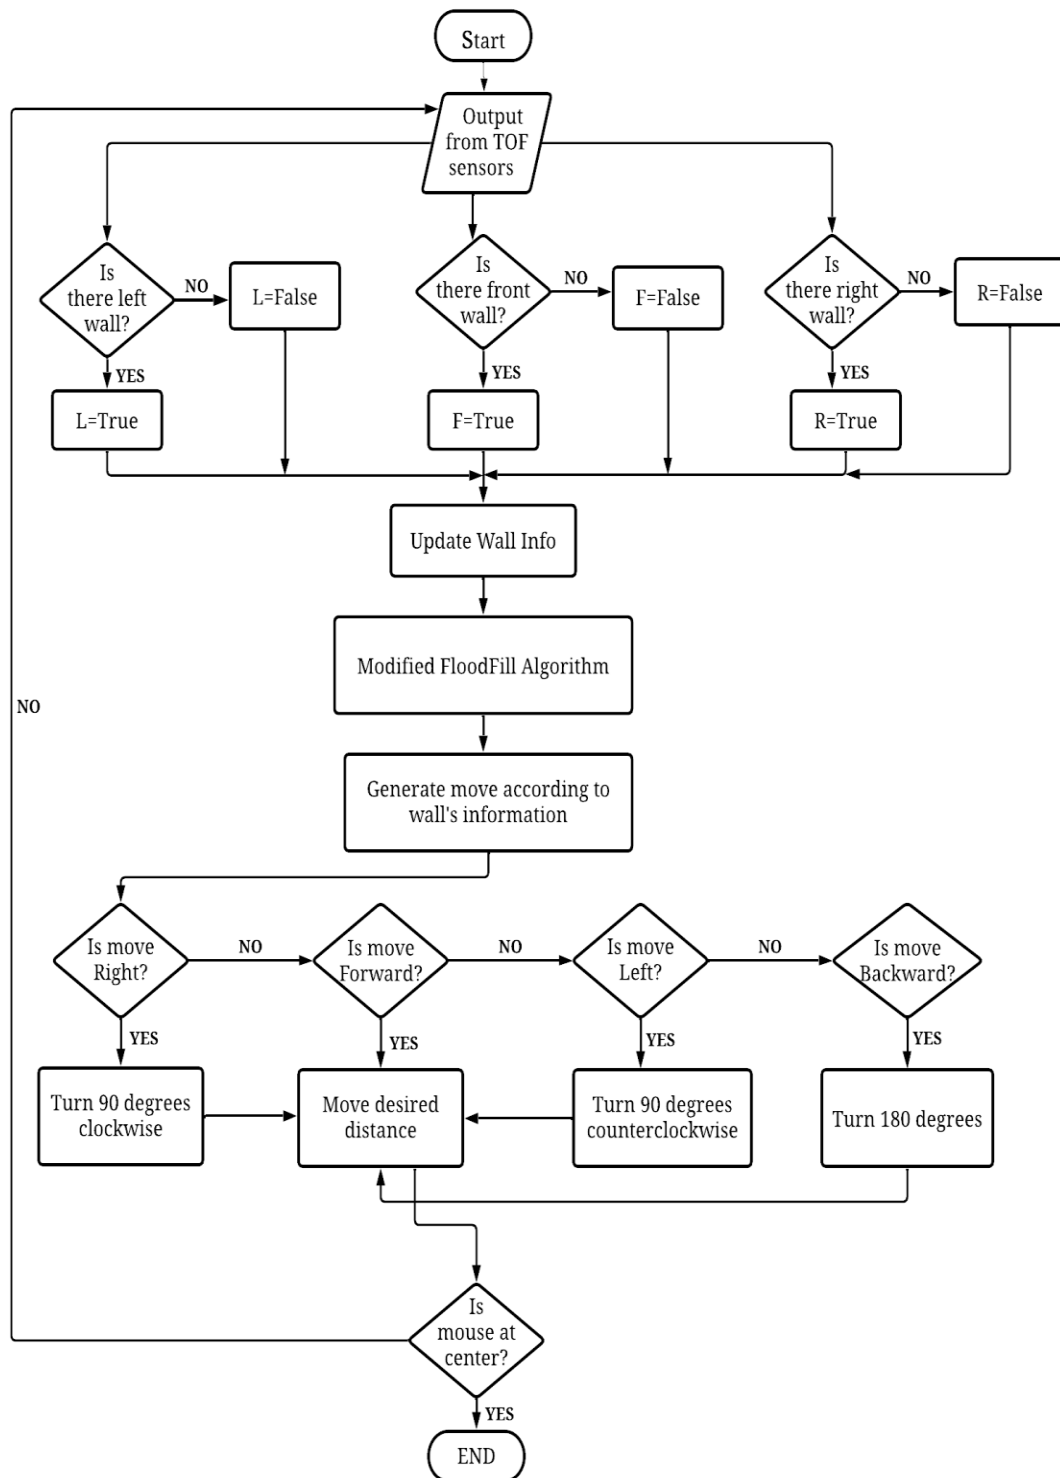 Start
Output
from TOF
sensors
Is
there left
wall?
NO
L=False
Is
there front
wall?
NO
F=False
Is
there right
wall?
NO
R=False
YES
L=True
YES
F=True
YES
R=True
Update Wall Info
Modified FloodFill Algorithm
NO
Generate move according to
wall's information
Is move
Right?
NO
Is move
Forward?
NO
Is move
Left?
NO
Is move
Backward?
YES
YES
YES
YES
Turn 90 degrees
clockwise
Move desired
distance
Turn 90 degrees
counterclockwise
Turn 180 degrees
Is
mouse at
center?
YES
END